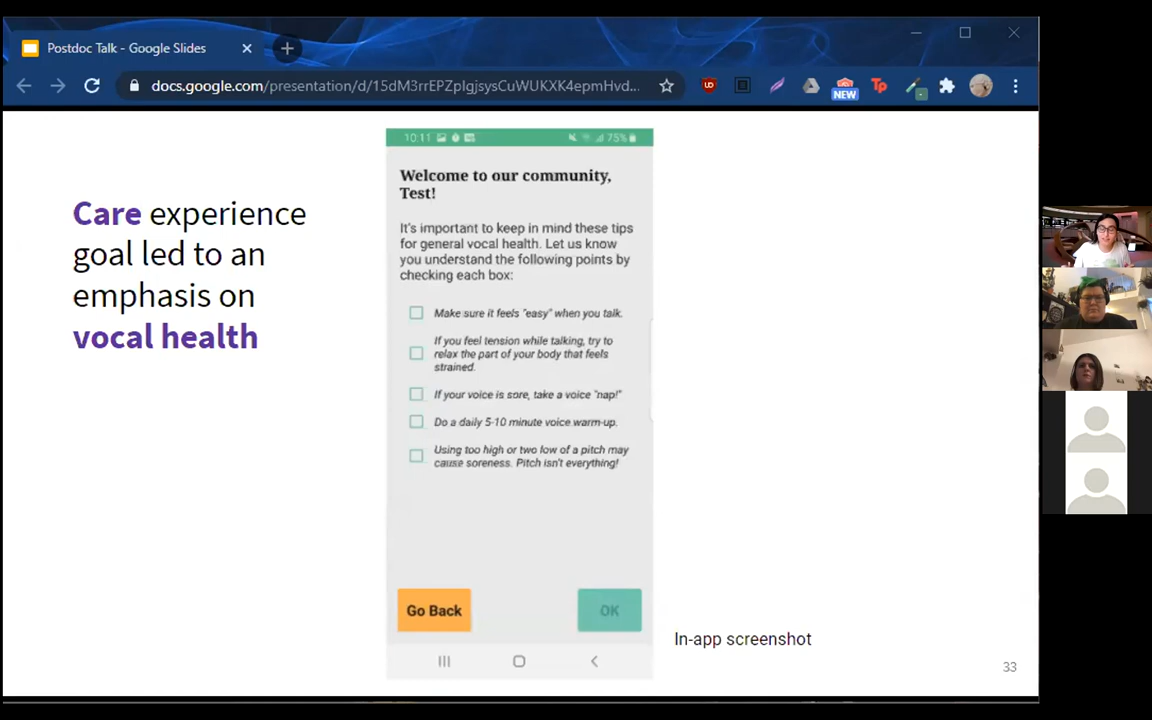 Postdoc Talk - Google Slides
docs.google.com/presentation/d/15dM3rrEPZplgjsysCuWUKXK4epmHvd...
UD
NEW
Tp
Care experience
goal led to an
emphasis on
vocal health
10:11
75%
Welcome to our community,
Test!
It's important to keep in mind these tips
for general vocal health. Let us know
you understand the following points by
checking each box:
Make sure it feels "easy" when you talk.
If you feel tension while talking, try to
relax the part of your body that feels
strained.
If your voice is sore, take a voice "nap!"
Do a daily 5-10 minute voice warm-up.
Using too high or two low of a pitch may
cause soreness. Pitch isn't everything!
Go Back
OK
In-app screenshot
33